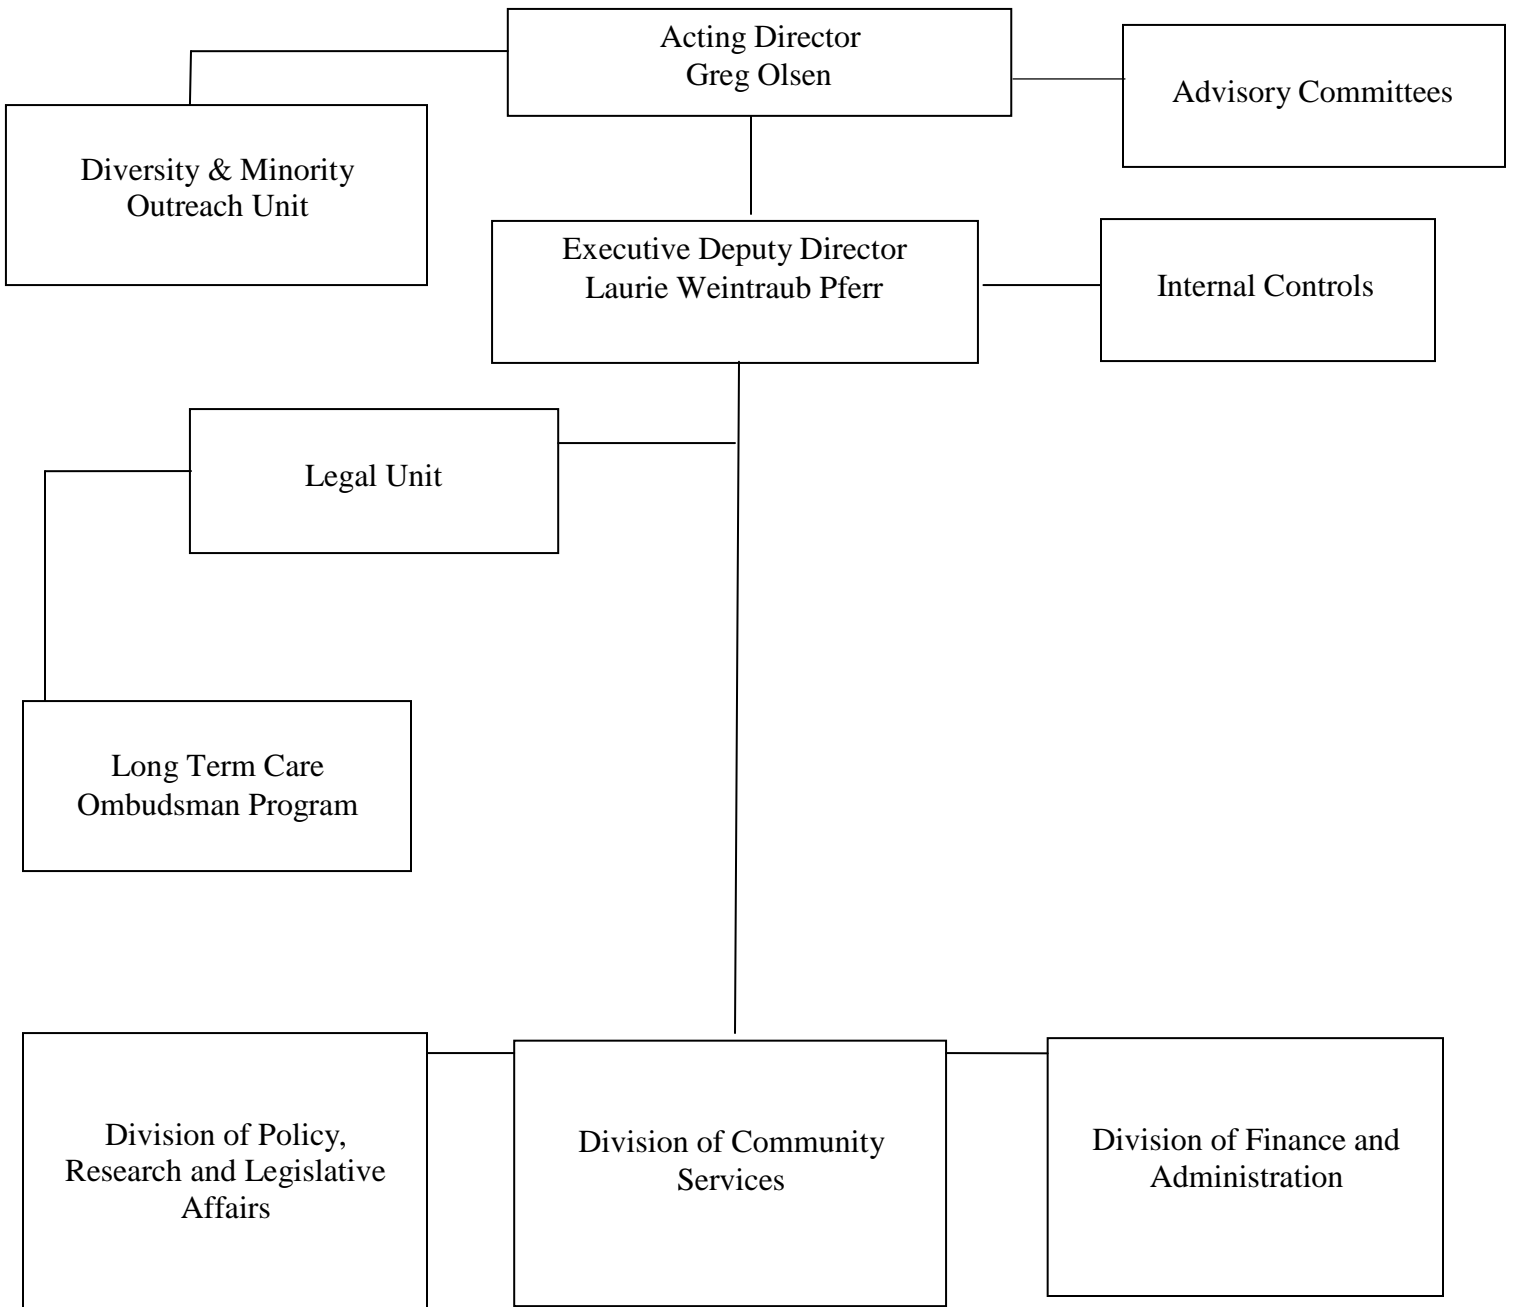 Acting Director
Greg Olsen
Advisory Committees
Diversity & Minority
Outreach Unit
Executive Deputy Director
Laurie Weintraub Pferr
Internal Controls
Legal Unit
Long Term Care
Ombudsman Program
Division of Policy,
Research and Legislative
Affairs
Division of Community
Services
Division of Finance and
Administration